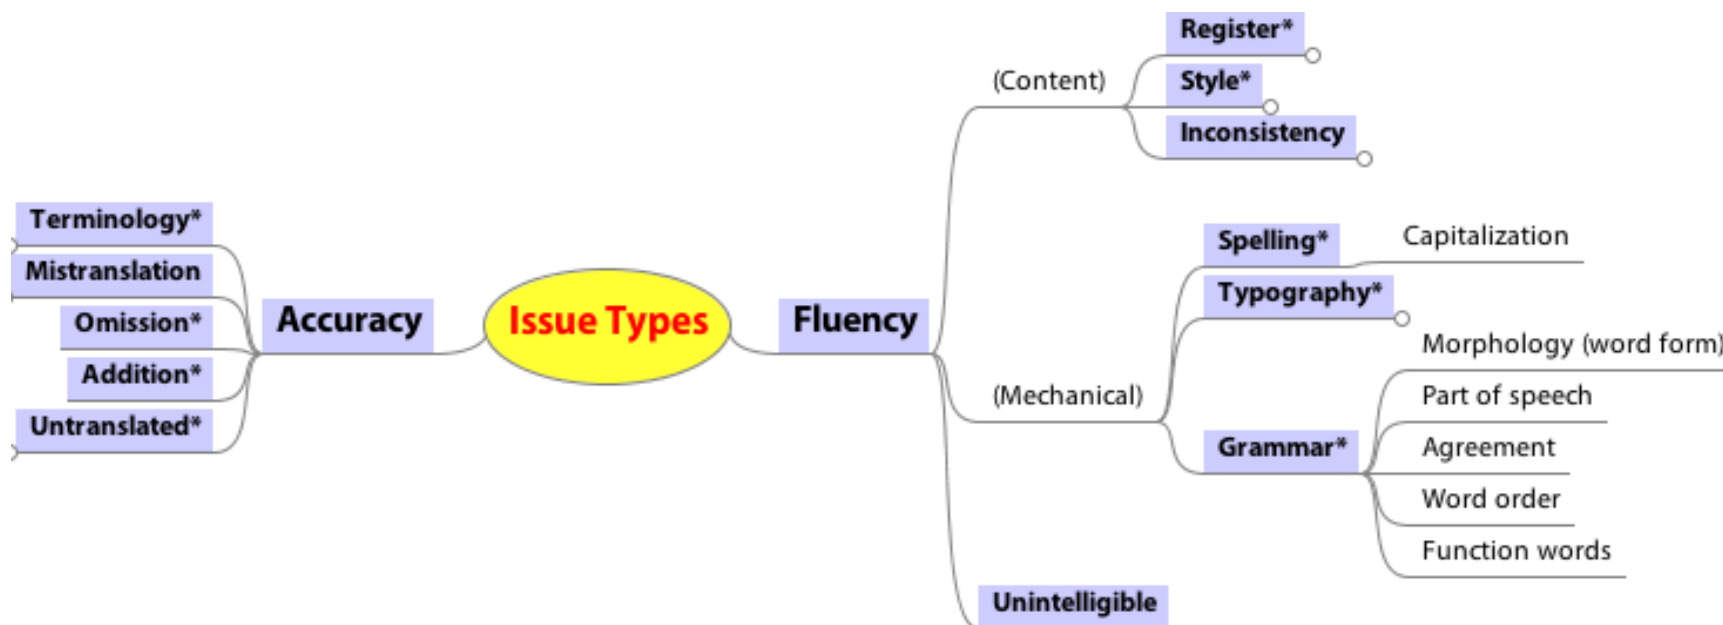 Issue Types
Accuracy
Terminology*
Mistranslation
Omission*
Addition*
Untranslated*
Fluency
(Content)
Register*
Style*
Inconsistency
(Mechanical)
Spelling*
Capitalization
Typography*
Grammar*
Morphology (word form)
Part of speech
Agreement
Word order
Function words
Unintelligible